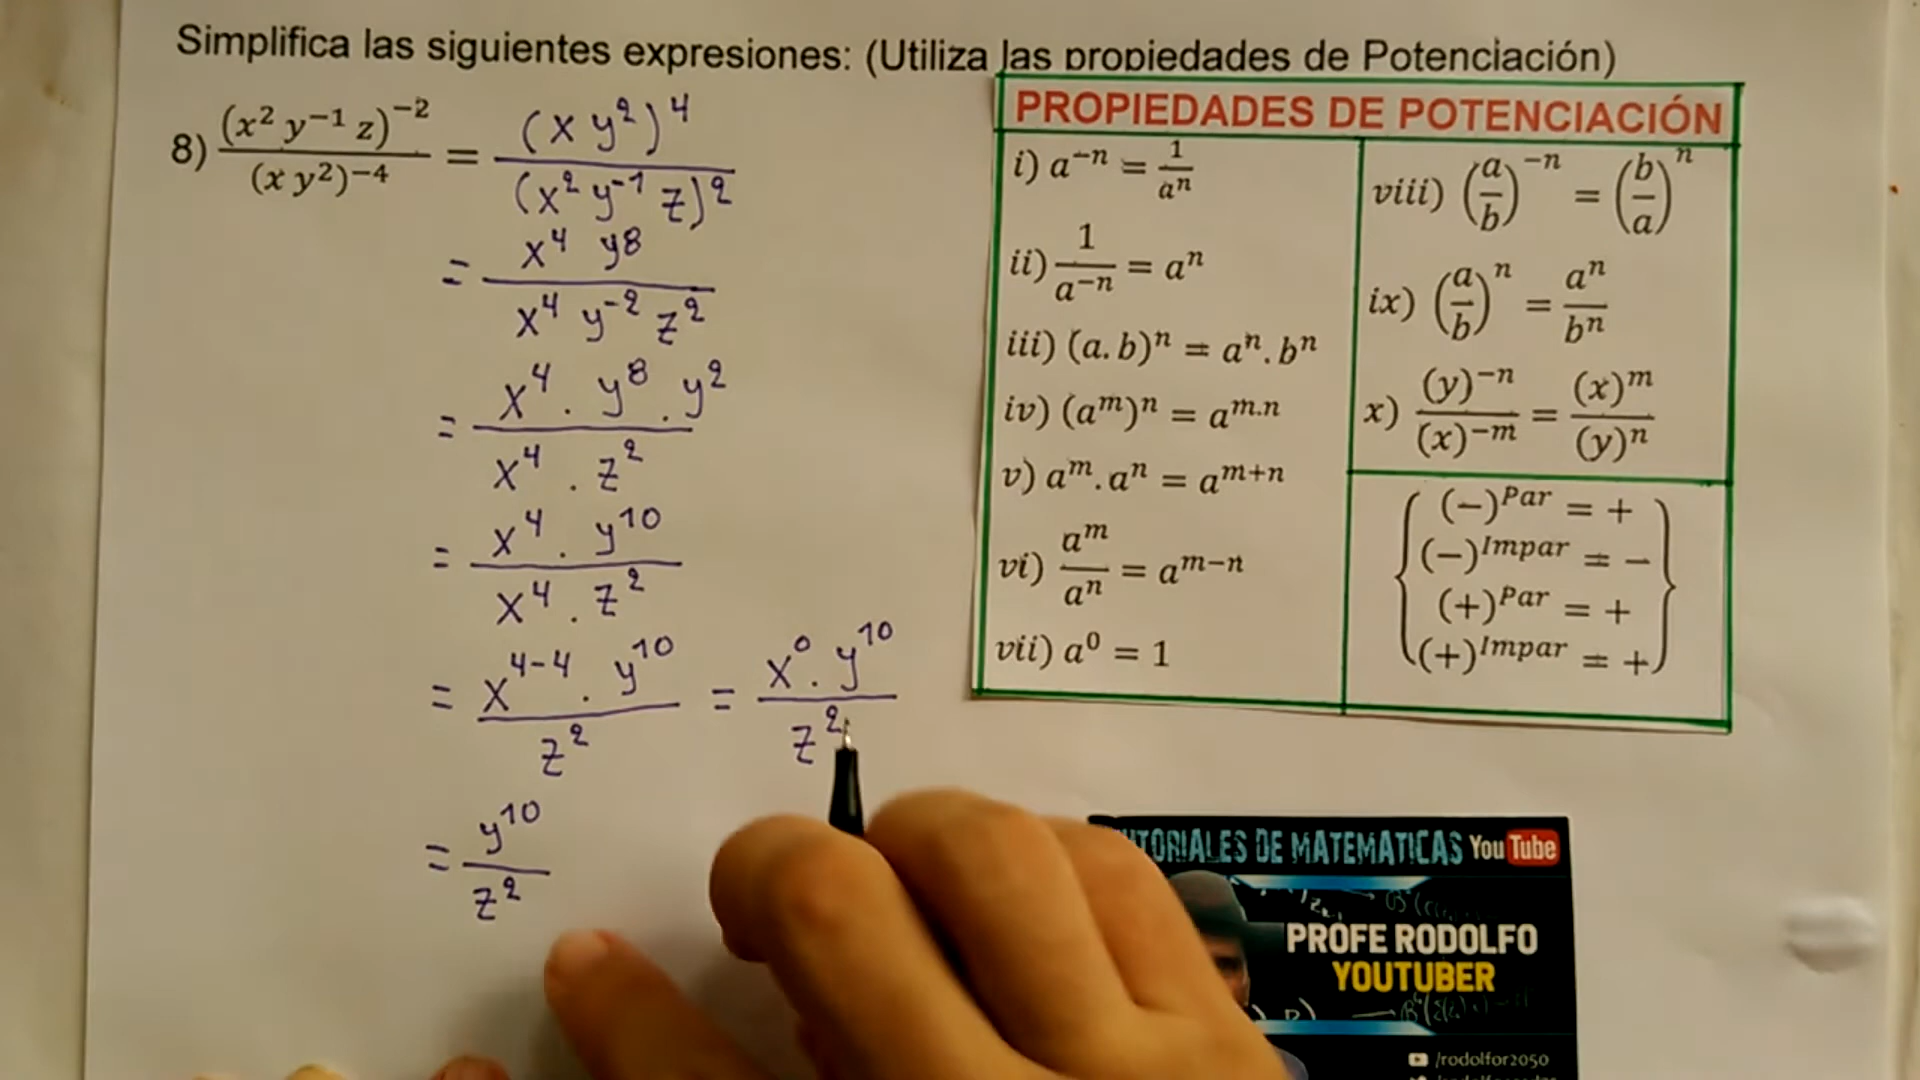 Simplifica las siguientes expresiones: (Utiliza las propiedades de Potenciación)
8) (x² y⁻¹ z)⁻² / (x y²)⁻⁴ = (x y²)⁴ / (x² y⁻¹ z)²
= x⁴ y⁸ / x⁴ y⁻² z²
= x⁴ . y⁸ . y² / x⁴ . z²
= x⁴ . y¹⁰ / x⁴ . z²
= x⁴⁻⁴ . y¹⁰ / z² = x⁰ . y¹⁰ / z²
= y¹⁰ / z²
PROPIEDADES DE POTENCIACIÓN
i) a⁻ⁿ = 1 / aⁿ
ii) 1 / a⁻ⁿ = aⁿ
iii) (a. b)ⁿ = aⁿ. bⁿ
iv) (aᵐ)ⁿ = aᵐ·ⁿ
v) aᵐ. aⁿ = aᵐ⁺ⁿ
vi) aᵐ / aⁿ = aᵐ⁻ⁿ
vii) a⁰ = 1
viii) (a/b)⁻ⁿ = (b/a)ⁿ
ix) (a/b)ⁿ = aⁿ / bⁿ
x) (y)⁻ⁿ / (x)⁻ᵐ = (x)ᵐ / (y)ⁿ
(−)^Par = +
(−)^Impar = −
(+)^Par = +
(+)^Impar = +
TORIALES DE MATEMATICAS YouTube
PROFE RODOLFO
YOUTUBER
/rodolfor2050